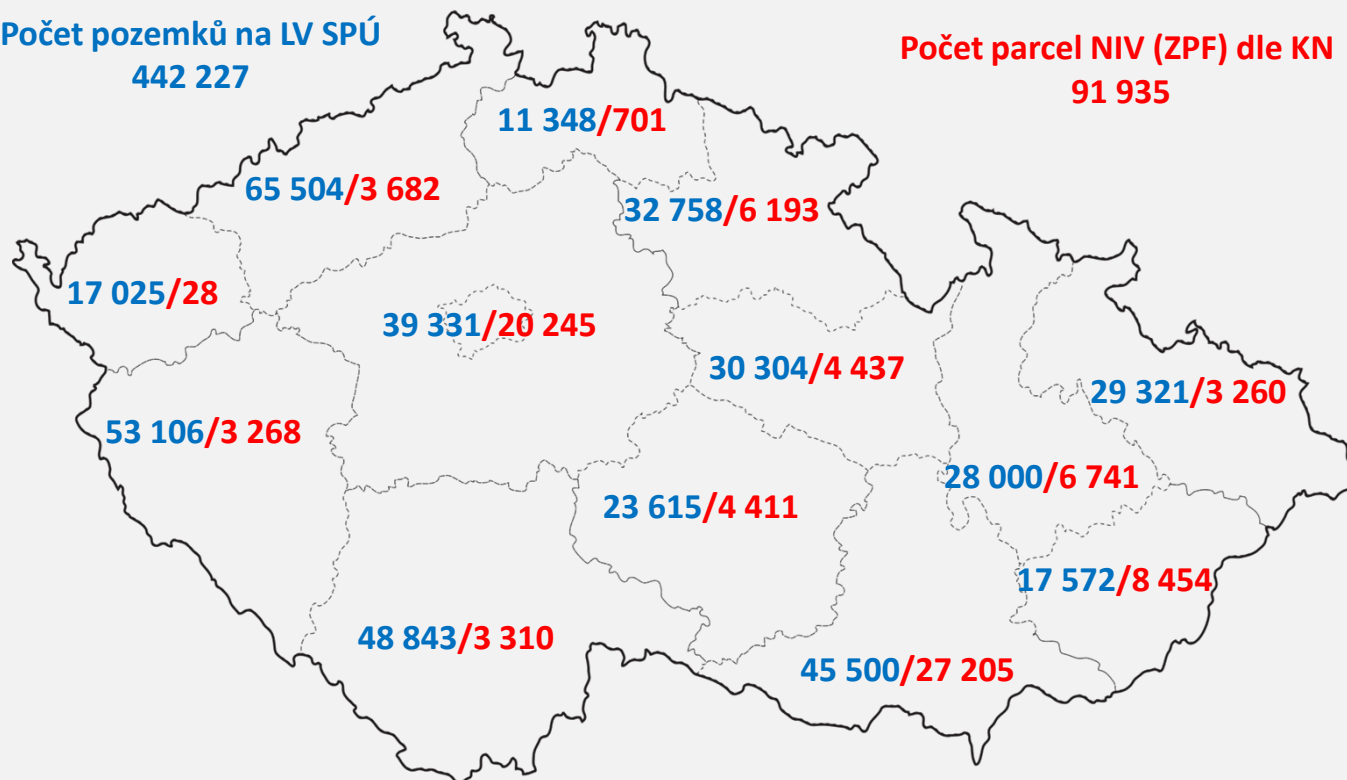 Počet pozemků na LV SPÚ
442 227
Počet parcel NIV (ZPF) dle KN
91 935
11 348/701
65 504/3 682
32 758/6 193
17 025/28
39 331/20 245
30 304/4 437
29 321/3 260
53 106/3 268
28 000/6 741
23 615/4 411
17 572/8 454
48 843/3 310
45 500/27 205